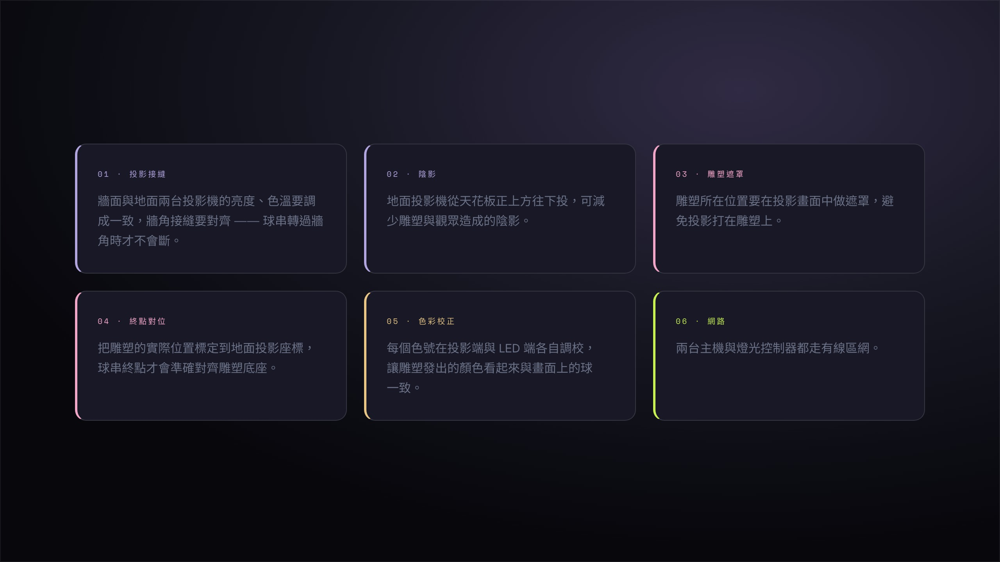 01 · 投影接縫
牆面與地面兩台投影機的亮度、色溫要調
成一致，牆角接縫要對齊 —— 球串轉過牆
角時才不會斷。
02 · 陰影
地面投影機從天花板正上方往下投，可減
少雕塑與觀眾造成的陰影。
03 · 雕塑遮罩
雕塑所在位置要在投影畫面中做遮罩，避
免投影打在雕塑上。
04 · 終點對位
把雕塑的實際位置標定到地面投影座標，
球串終點才會準確對齊雕塑底座。
05 · 色彩校正
每個色號在投影端與 LED 端各自調校，
讓雕塑發出的顏色看起來與畫面上的球
一致。
06 · 網路
兩台主機與燈光控制器都走有線區網。